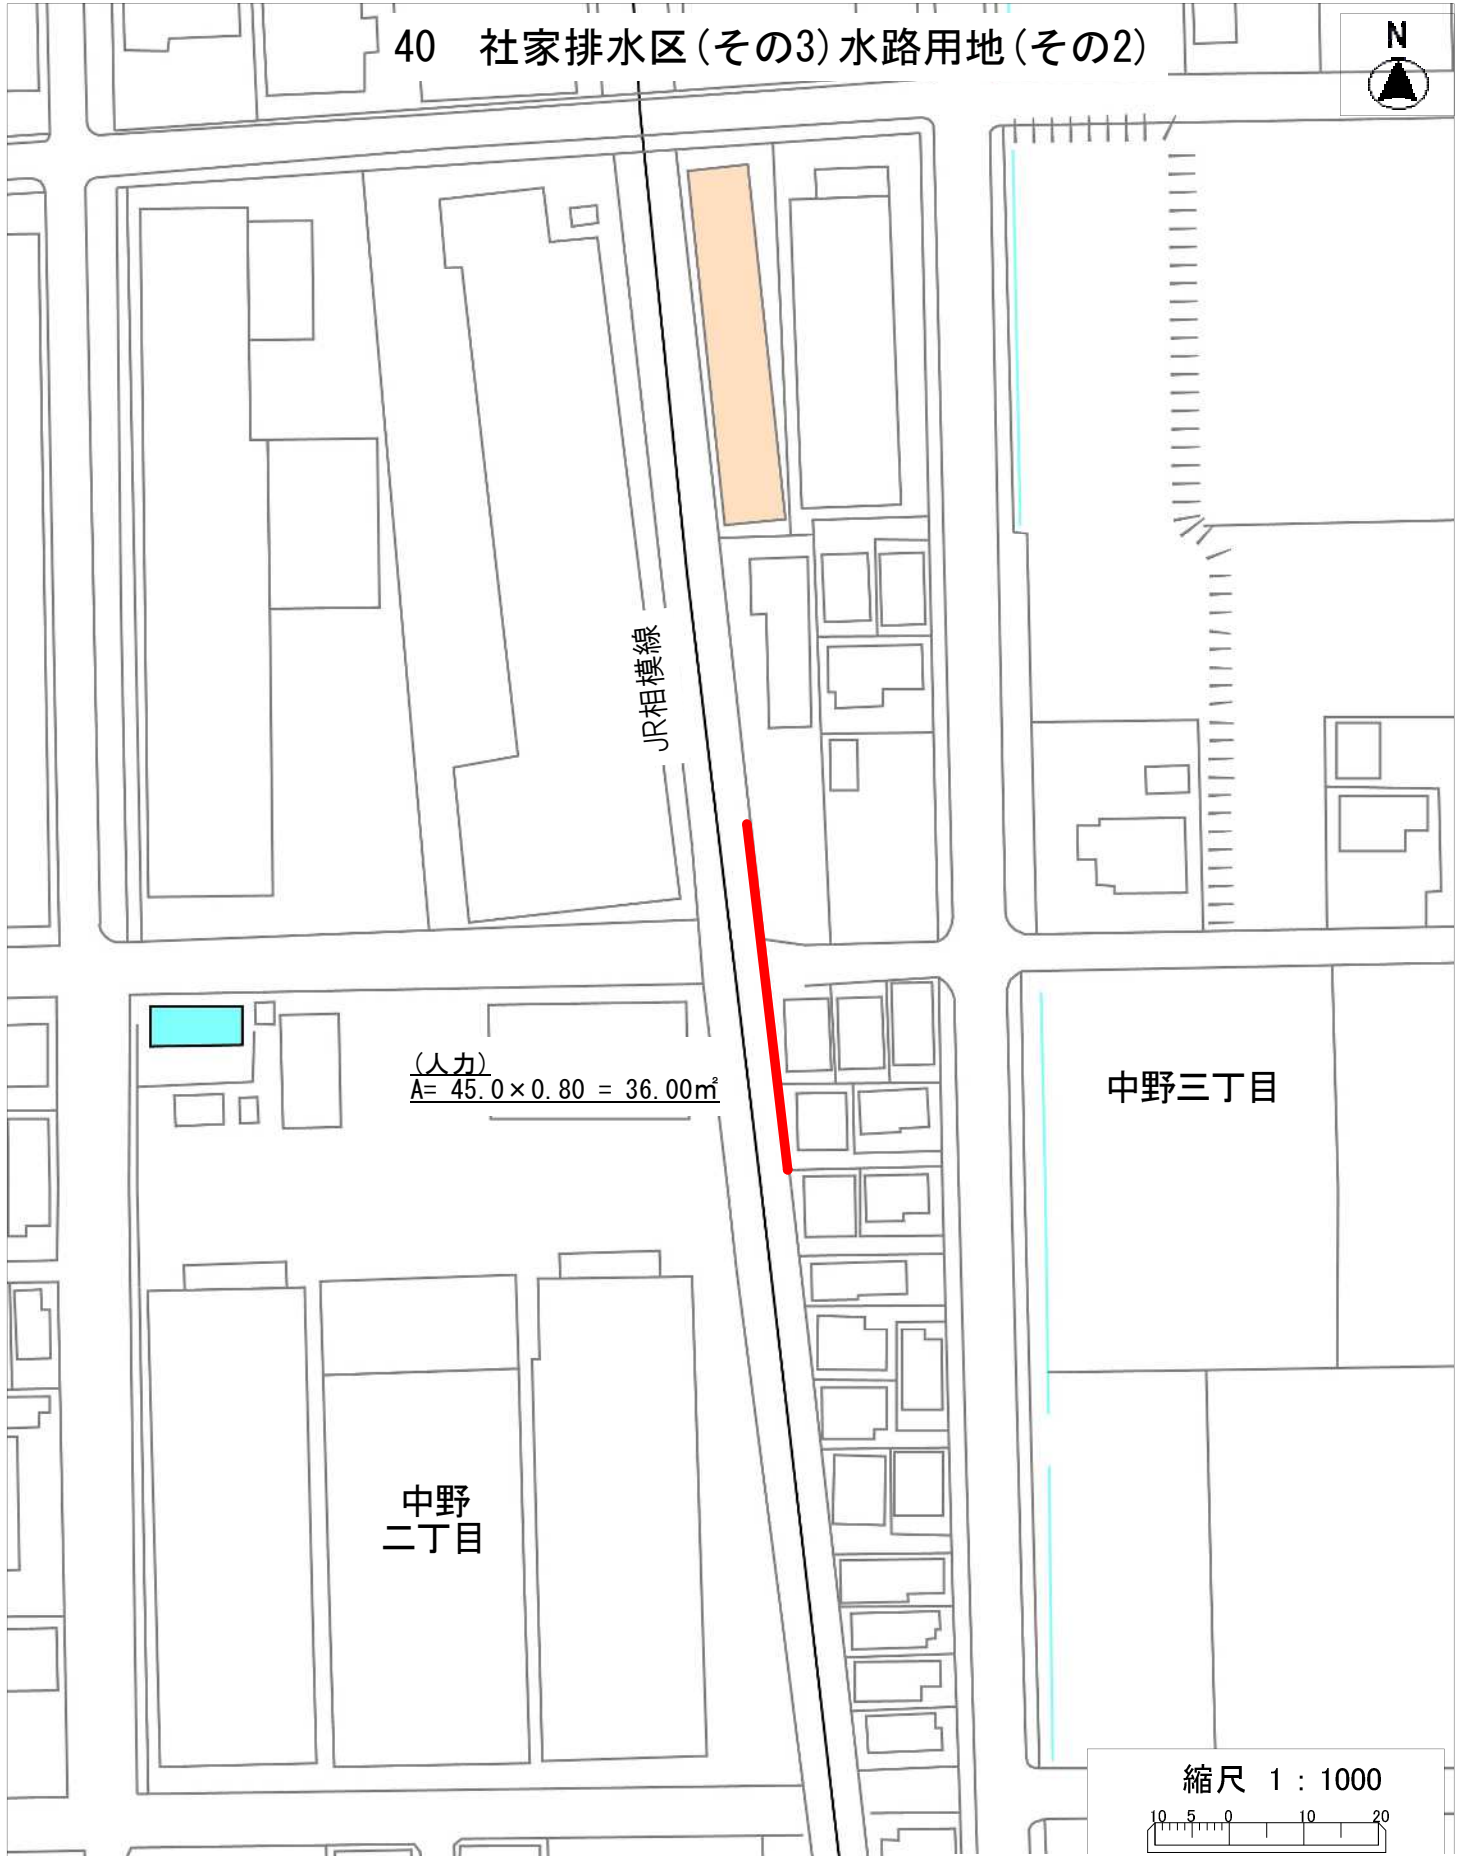 40　社家排水区(その3)水路用地(その2)
N
JR相模線
(人力)
A= 45.0×0.80 = 36.00㎡
中野三丁目
中野
二丁目
縮尺 1 : 1000
10 5 0 10 20